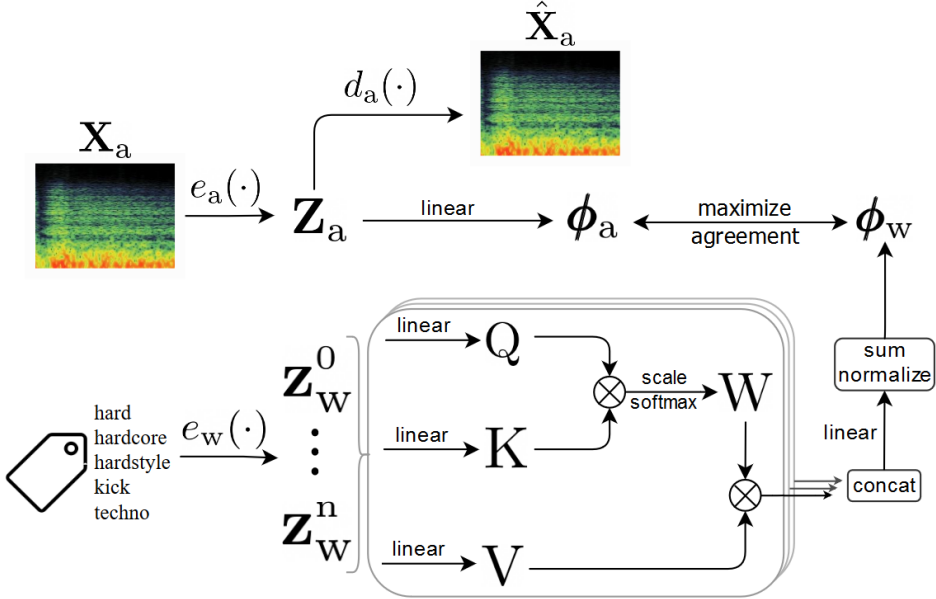 X̂a
da(·)
Xa
ea(·)
Za
linear
ϕa
maximize
agreement
ϕw
linear
Q
z0w
scale
softmax
W
sum
normalize
hard
hardcore
hardstyle
kick
techno
ew(·)
⋮
linear
K
linear
concat
znw
linear
V